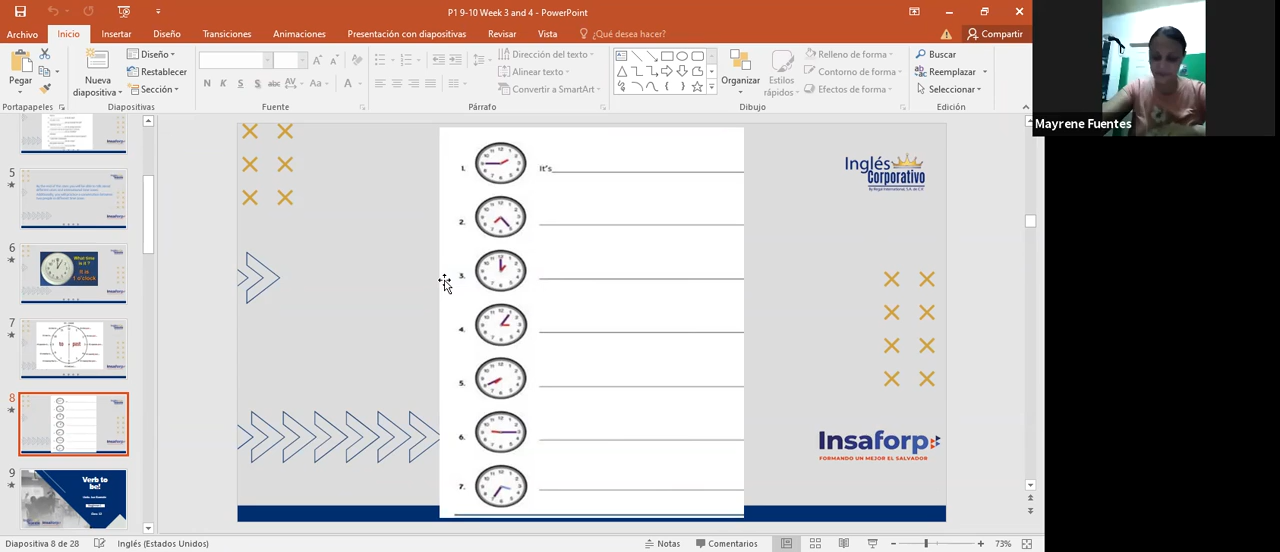 P1 9-10 Week 3 and 4 - PowerPoint
Archivo Inicio Insertar Diseño Transiciones Animaciones Presentación con diapositivas Revisar Vista ¿Qué desea hacer? Compartir
Pegar
Nueva diapositiva
Diseño
Restablecer
Sección
N K S S abc AV Aa A
Dirección del texto
Alinear texto
Convertir a SmartArt
Organizar
Estilos rápidos
Relleno de forma
Contorno de forma
Efectos de forma
Buscar
Reemplazar
Seleccionar
Portapapeles Diapositivas Fuente Párrafo Dibujo Edición
Mayrene Fuentes
5
6
What time is it ?
It is
1 o'clock
7
to past
8
9
Verb to be!
1. It's
2.
3.
4.
5.
6.
7.
Inglés
Corporativo
Insaforp
FORMANDO UN MEJOR EL SALVADOR
Diapositiva 8 de 28 Inglés (Estados Unidos) Notas Comentarios 73%